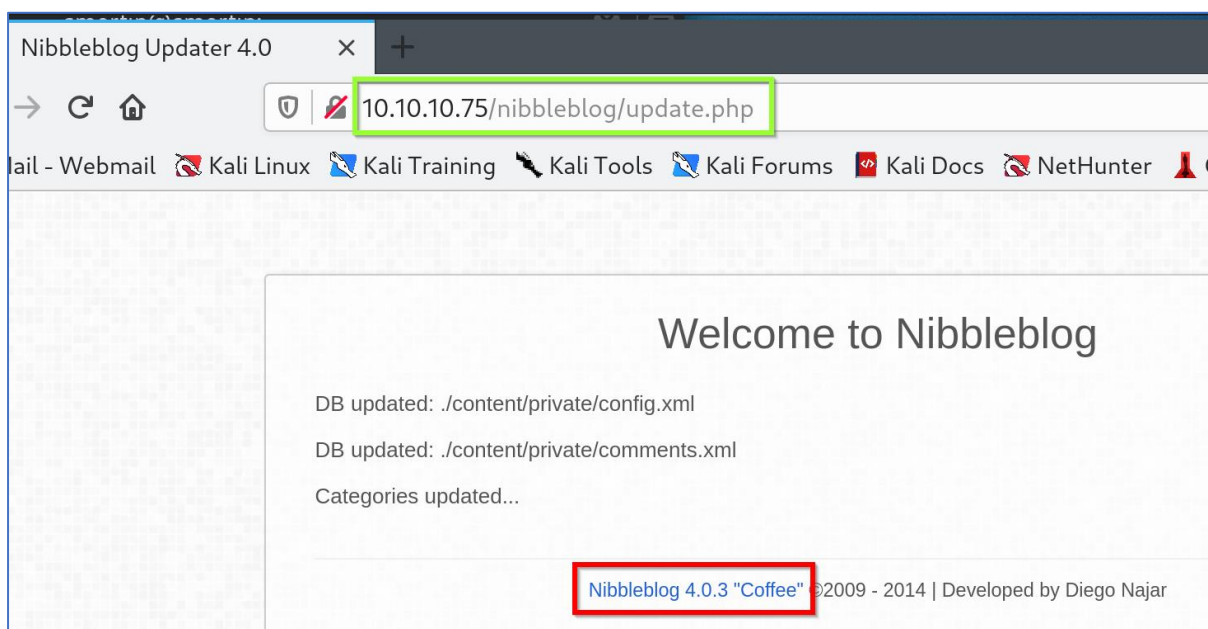 Nibbleblog Updater 4.0
10.10.10.75/nibbleblog/update.php
Mail - Webmail Kali Linux Kali Training Kali Tools Kali Forums Kali Docs NetHunter
Welcome to Nibbleblog
DB updated: ./content/private/config.xml
DB updated: ./content/private/comments.xml
Categories updated...
Nibbleblog 4.0.3 "Coffee" ©2009 - 2014 | Developed by Diego Najar